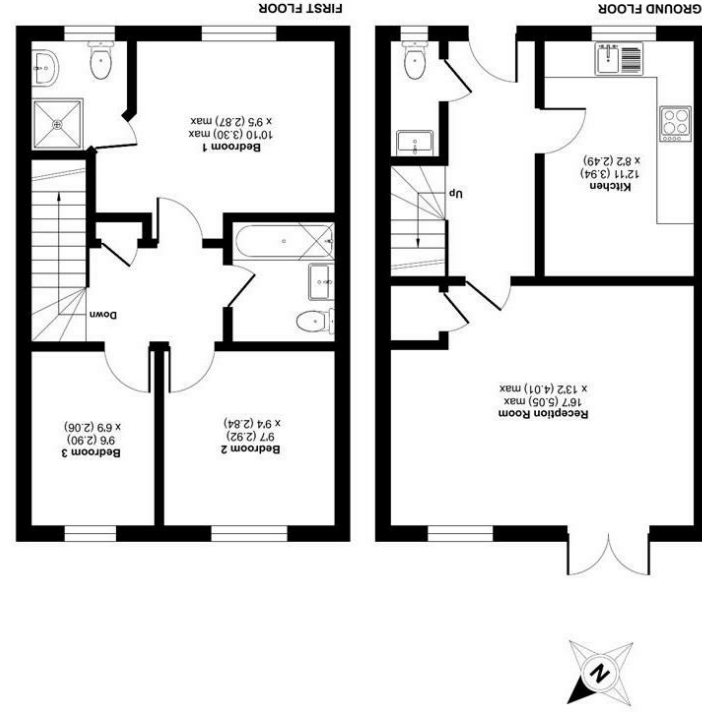 GROUND FLOOR
Kitchen
12'11 (3.94)
x 8'2 (2.49)
Up
Reception Room
16'7 (5.05) max
x 13'2 (4.01) max
FIRST FLOOR
Bedroom 1
10'10 (3.30) max
x 9'5 (2.87) max
Down
Bedroom 2
9'7 (2.92)
x 9'4 (2.84)
Bedroom 3
9'6 (2.90)
x 6'9 (2.06)
N